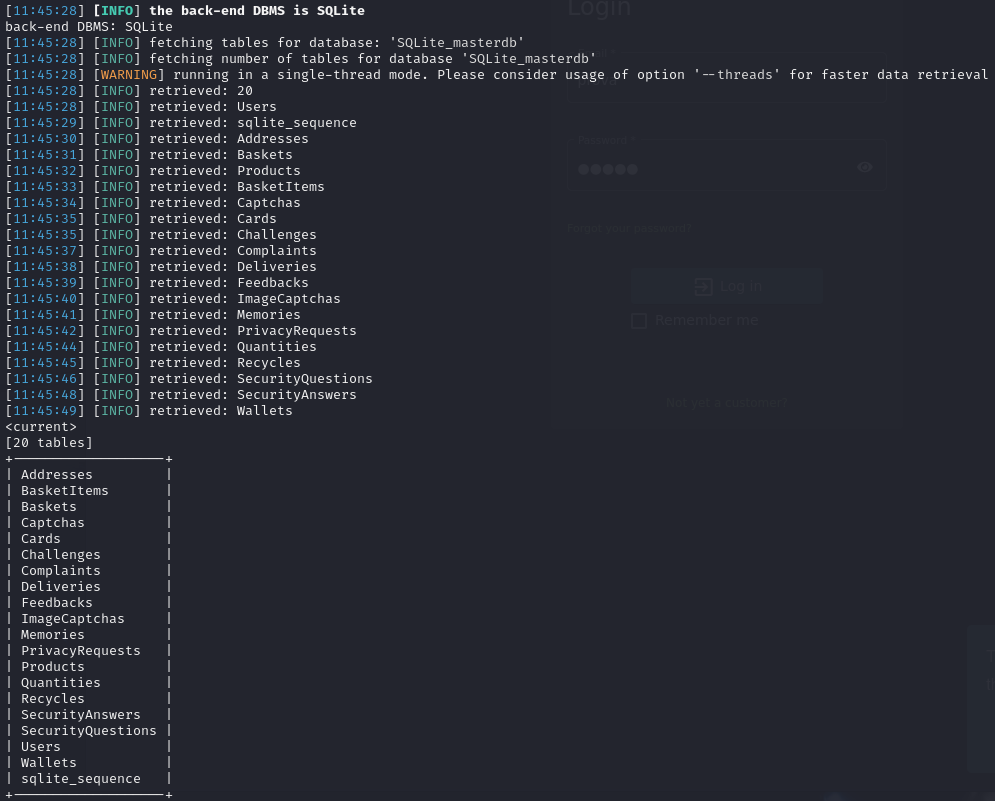 [11:45:28] [INFO] the back-end DBMS is SQLite
back-end DBMS: SQLite
[11:45:28] [INFO] fetching tables for database: 'SQLite_masterdb'
[11:45:28] [INFO] fetching number of tables for database 'SQLite_masterdb'
[11:45:28] [WARNING] running in a single-thread mode. Please consider usage of option '--threads' for faster data retrieval
[11:45:28] [INFO] retrieved: 20
[11:45:28] [INFO] retrieved: Users
[11:45:29] [INFO] retrieved: sqlite_sequence
[11:45:30] [INFO] retrieved: Addresses
[11:45:31] [INFO] retrieved: Baskets
[11:45:32] [INFO] retrieved: Products
[11:45:33] [INFO] retrieved: BasketItems
[11:45:34] [INFO] retrieved: Captchas
[11:45:35] [INFO] retrieved: Cards
[11:45:35] [INFO] retrieved: Challenges
[11:45:37] [INFO] retrieved: Complaints
[11:45:38] [INFO] retrieved: Deliveries
[11:45:39] [INFO] retrieved: Feedbacks
[11:45:40] [INFO] retrieved: ImageCaptchas
[11:45:41] [INFO] retrieved: Memories
[11:45:42] [INFO] retrieved: PrivacyRequests
[11:45:44] [INFO] retrieved: Quantities
[11:45:45] [INFO] retrieved: Recycles
[11:45:46] [INFO] retrieved: SecurityQuestions
[11:45:48] [INFO] retrieved: SecurityAnswers
[11:45:49] [INFO] retrieved: Wallets
<current>
[20 tables]
+-------------------+
| Addresses         |
| BasketItems       |
| Baskets           |
| Captchas          |
| Cards             |
| Challenges        |
| Complaints        |
| Deliveries        |
| Feedbacks         |
| ImageCaptchas     |
| Memories          |
| PrivacyRequests   |
| Products          |
| Quantities        |
| Recycles          |
| SecurityAnswers   |
| SecurityQuestions |
| Users             |
| Wallets           |
| sqlite_sequence   |
+-------------------+
Login
Password *
Forgot your password?
Log in
Remember me
Not yet a customer?